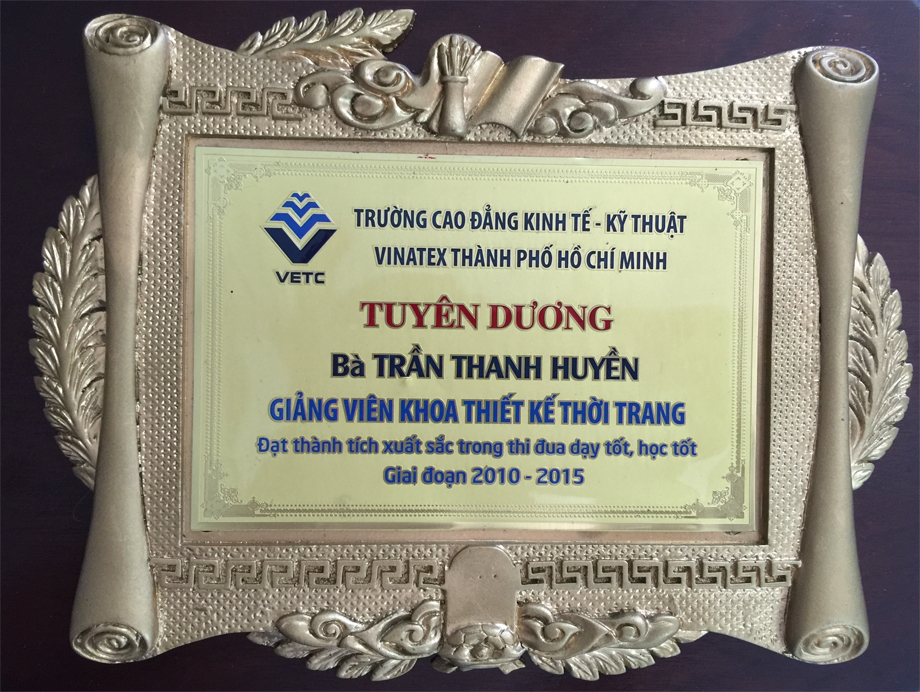 VETC
TRƯỜNG CAO ĐẲNG KINH TẾ - KỸ THUẬT
VINATEX THÀNH PHỐ HỒ CHÍ MINH
TUYÊN DƯƠNG
Bà TRẦN THANH HUYỀN
GIẢNG VIÊN KHOA THIẾT KẾ THỜI TRANG
Đạt thành tích xuất sắc trong thi đua dạy tốt, học tốt
Giai đoạn 2010 - 2015